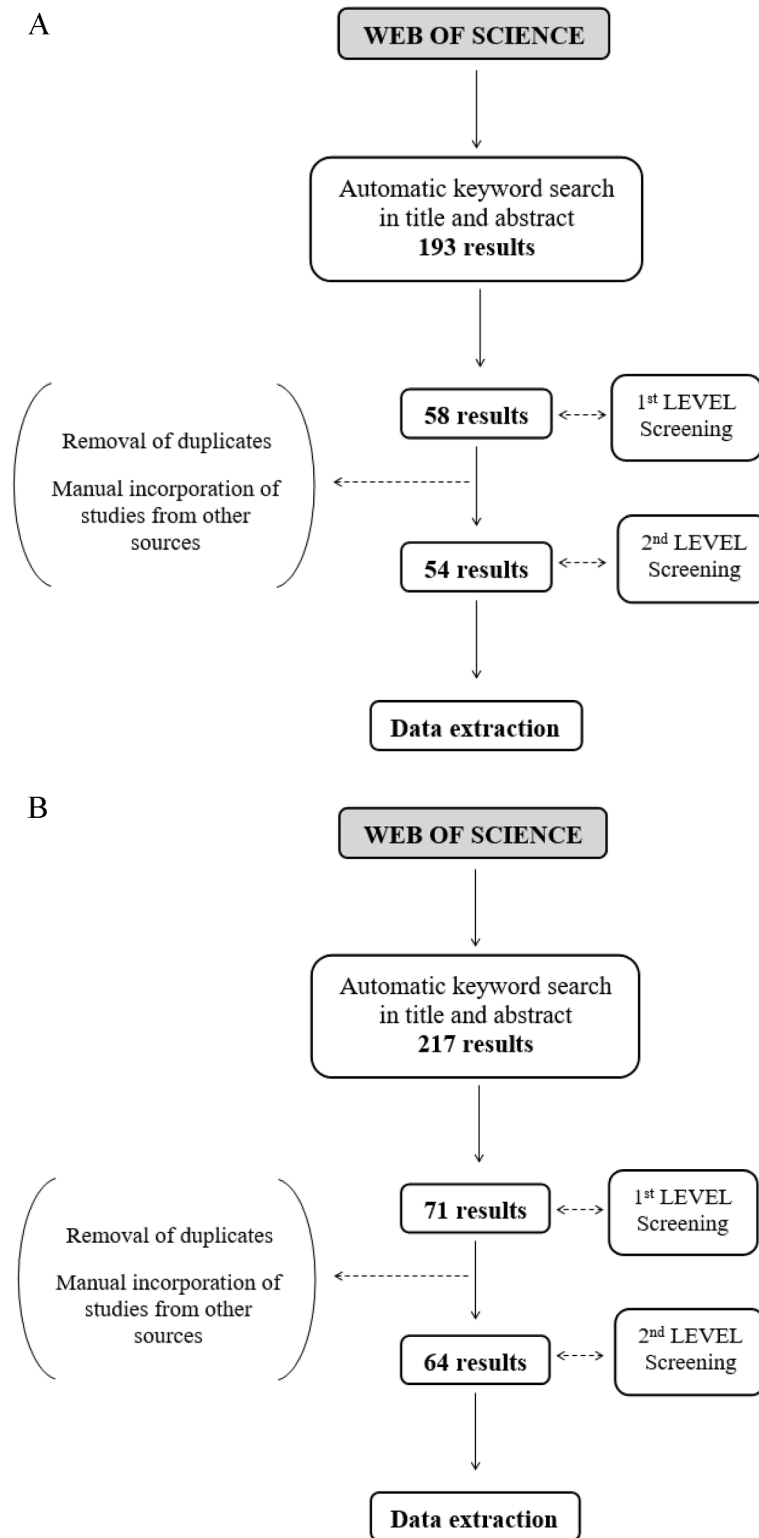 A
WEB OF SCIENCE
Automatic keyword search
in title and abstract
193 results
58 results
1st LEVEL
Screening
Removal of duplicates
Manual incorporation of
studies from other
sources
54 results
2nd LEVEL
Screening
Data extraction
B
WEB OF SCIENCE
Automatic keyword search
in title and abstract
217 results
71 results
1st LEVEL
Screening
Removal of duplicates
Manual incorporation of
studies from other
sources
64 results
2nd LEVEL
Screening
Data extraction